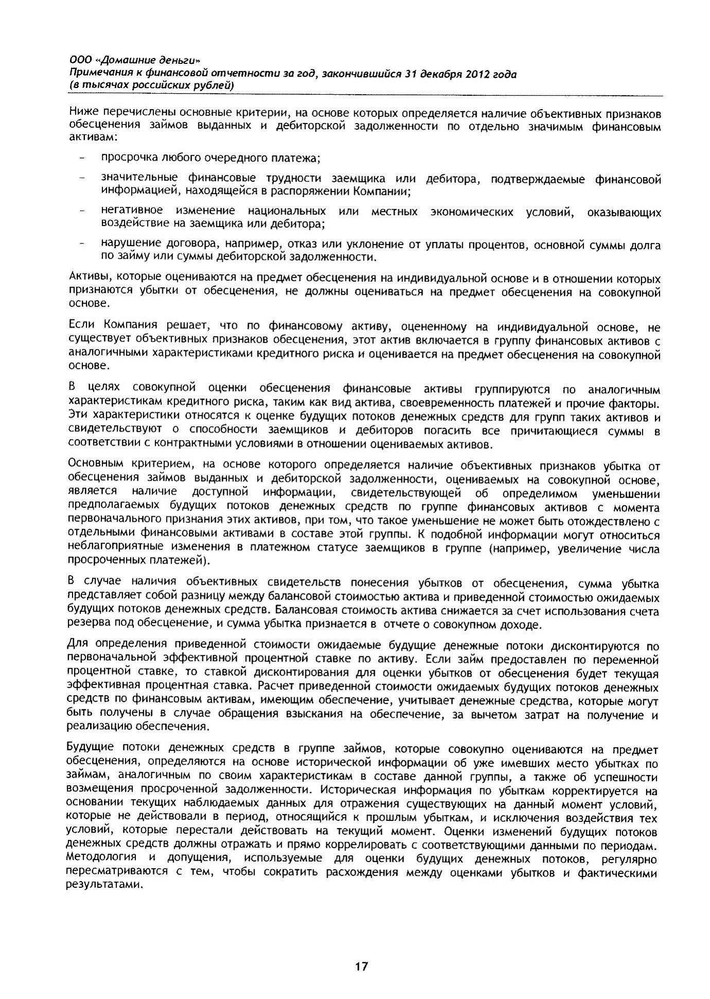 ООО «Домашние деньги»
Примечания к финансовой отчетности за год, закончившийся 31 декабря 2012 года
(в тысячах российских рублей)
Ниже перечислены основные критерии, на основе которых определяется наличие объективных признаков
обесценения займов выданных и дебиторской задолженности по отдельно значимым финансовым
активам:
- просрочка любого очередного платежа;
- значительные финансовые трудности заемщика или дебитора, подтверждаемые финансовой
информацией, находящейся в распоряжении Компании;
- негативное изменение национальных или местных экономических условий, оказывающих
воздействие на заемщика или дебитора;
- нарушение договора, например, отказ или уклонение от уплаты процентов, основной суммы долга
по займу или суммы дебиторской задолженности.
Активы, которые оцениваются на предмет обесценения на индивидуальной основе и в отношении которых
признаются убытки от обесценения, не должны оцениваться на предмет обесценения на совокупной
основе.
Если Компания решает, что по финансовому активу, оцененному на индивидуальной основе, не
существует объективных признаков обесценения, этот актив включается в группу финансовых активов с
аналогичными характеристиками кредитного риска и оценивается на предмет обесценения на совокупной
основе.
В целях совокупной оценки обесценения финансовые активы группируются по аналогичным
характеристикам кредитного риска, таким как вид актива, своевременность платежей и прочие факторы.
Эти характеристики относятся к оценке будущих потоков денежных средств для групп таких активов и
свидетельствуют о способности заемщиков и дебиторов погасить все причитающиеся суммы в
соответствии с контрактными условиями в отношении оцениваемых активов.
Основным критерием, на основе которого определяется наличие объективных признаков убытка от
обесценения займов выданных и дебиторской задолженности, оцениваемых на совокупной основе,
является наличие доступной информации, свидетельствующей об определимом уменьшении
предполагаемых будущих потоков денежных средств по группе финансовых активов с момента
первоначального признания этих активов, при том, что такое уменьшение не может быть отождествлено с
отдельными финансовыми активами в составе этой группы. К подобной информации могут относиться
неблагоприятные изменения в платежном статусе заемщиков в группе (например, увеличение числа
просроченных платежей).
В случае наличия объективных свидетельств понесения убытков от обесценения, сумма убытка
представляет собой разницу между балансовой стоимостью актива и приведенной стоимостью ожидаемых
будущих потоков денежных средств. Балансовая стоимость актива снижается за счет использования счета
резерва под обесценение, и сумма убытка признается в отчете о совокупном доходе.
Для определения приведенной стоимости ожидаемые будущие денежные потоки дисконтируются по
первоначальной эффективной процентной ставке по активу. Если займ предоставлен по переменной
процентной ставке, то ставкой дисконтирования для оценки убытков от обесценения будет текущая
эффективная процентная ставка. Расчет приведенной стоимости ожидаемых будущих потоков денежных
средств по финансовым активам, имеющим обеспечение, учитывает денежные средства, которые могут
быть получены в случае обращения взыскания на обеспечение, за вычетом затрат на получение и
реализацию обеспечения.
Будущие потоки денежных средств в группе займов, которые совокупно оцениваются на предмет
обесценения, определяются на основе исторической информации об уже имевших место убытках по
займам, аналогичным по своим характеристикам в составе данной группы, а также об успешности
возмещения просроченной задолженности. Историческая информация по убыткам корректируется на
основании текущих наблюдаемых данных для отражения существующих на данный момент условий,
которые не действовали в период, относящийся к прошлым убыткам, и исключения воздействия тех
условий, которые перестали действовать на текущий момент. Оценки изменений будущих потоков
денежных средств должны отражать и прямо коррелировать с соответствующими данными по периодам.
Методология и допущения, используемые для оценки будущих денежных потоков, регулярно
пересматриваются с тем, чтобы сократить расхождения между оценками убытков и фактическими
результатами.
17